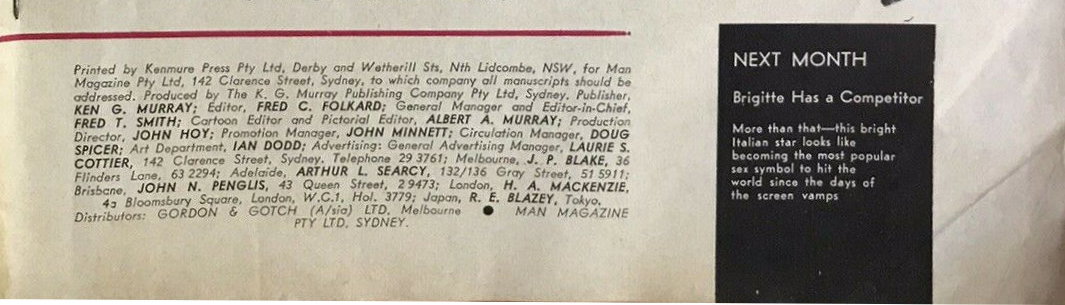 Printed by Kenmure Press Pty Ltd, Derby and Wetherill Sts, Nth Lidcombe, NSW, for Man
Magazine Pty Ltd, 142 Clarence Street, Sydney, to which company all manuscripts should be
addressed. Produced by The K. G. Murray Publishing Company Pty Ltd, Sydney. Publisher,
KEN G. MURRAY; Editor, FRED C. FOLKARD; General Manager and Editor-in-Chief,
FRED T. SMITH; Cartoon Editor and Pictorial Editor, ALBERT A. MURRAY; Production
Director, JOHN HOY; Promotion Manager, JOHN MINNETT; Circulation Manager, DOUG
SPICER; Art Department, IAN DODD; Advertising: General Advertising Manager, LAURIE S.
COTTIER, 142 Clarence Street, Sydney. Telephone 29 3761; Melbourne, J. P. BLAKE, 36
Flinders Lane, 63 2294; Adelaide, ARTHUR L. SEARCY, 132/136 Gray Street, 51 5911;
Brisbane, JOHN N. PENGLIS, 43 Queen Street, 2 9473; London, H. A. MACKENZIE,
4a Bloomsbury Square, London, W.C.1, Hol. 3779; Japan, R. E. BLAZEY, Tokyo.
Distributors: GORDON & GOTCH (A/sia) LTD, Melbourne ● MAN MAGAZINE
PTY LTD, SYDNEY.
NEXT MONTH
Brigitte Has a Competitor
More than that—this bright
Italian star looks like
becoming the most popular
sex symbol to hit the
world since the days of
the screen vamps